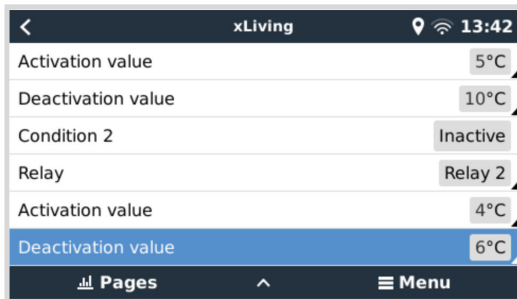 xLiving 13:42
Activation value 5°C
Deactivation value 10°C
Condition 2 Inactive
Relay Relay 2
Activation value 4°C
Deactivation value 6°C
Pages Menu